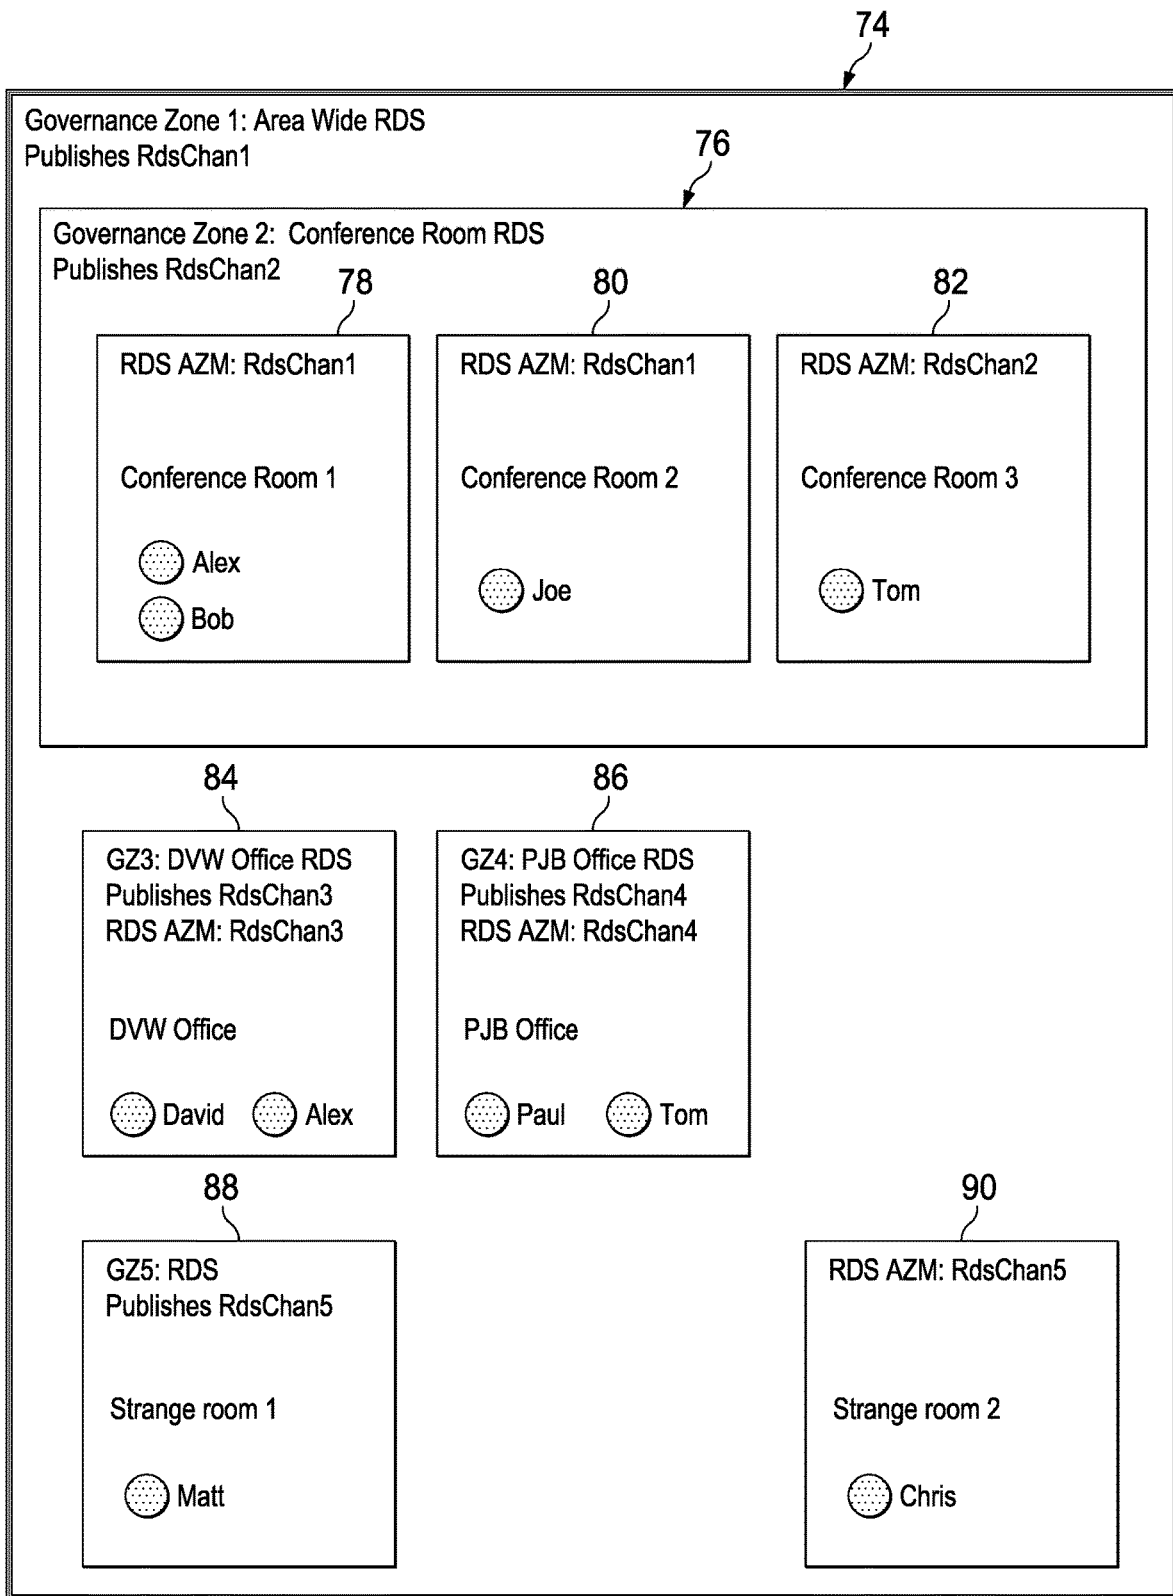 74
Governance Zone 1: Area Wide RDS
Publishes RdsChan1
76
Governance Zone 2: Conference Room RDS
Publishes RdsChan2
78
80
82
RDS AZM: RdsChan1
RDS AZM: RdsChan1
RDS AZM: RdsChan2
Conference Room 1
Conference Room 2
Conference Room 3
Alex
Bob
Joe
Tom
84
86
GZ3: DVW Office RDS
Publishes RdsChan3
RDS AZM: RdsChan3
DVW Office
David
Alex
GZ4: PJB Office RDS
Publishes RdsChan4
RDS AZM: RdsChan4
PJB Office
Paul
Tom
88
90
GZ5: RDS
Publishes RdsChan5
Strange room 1
Matt
RDS AZM: RdsChan5
Strange room 2
Chris